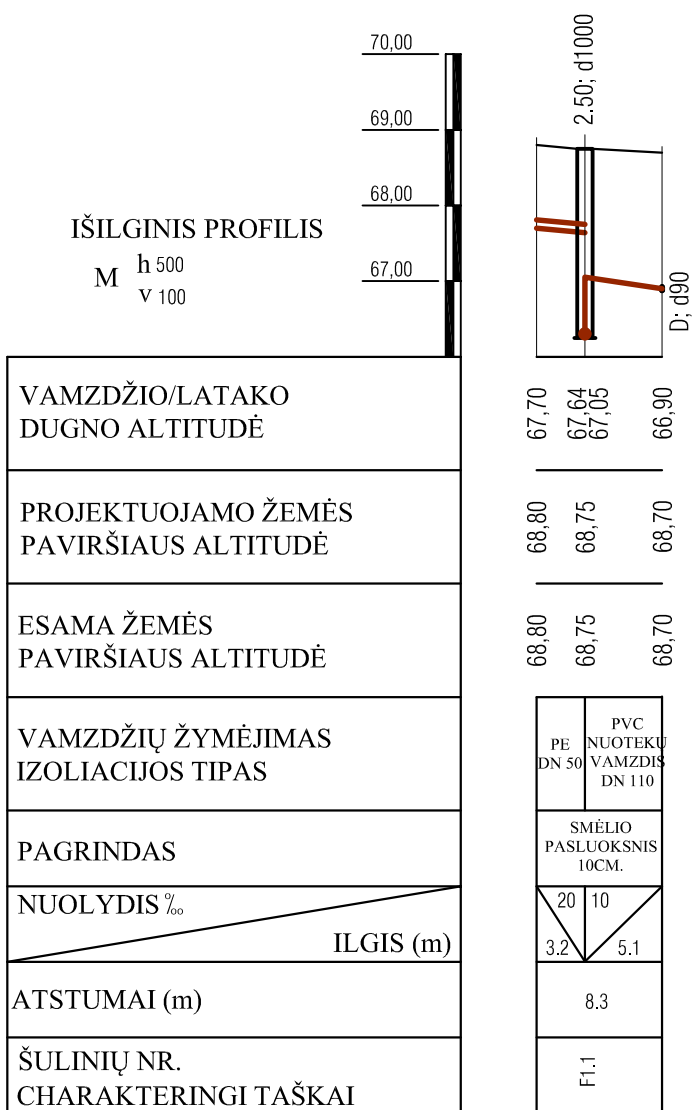 70,00
69,00
68,00
67,00
2.50; d1000
D; d90
IŠILGINIS PROFILIS
M h 500
v 100
VAMZDŽIO/LATAKO
DUGNO ALTITUDĖ
67,70 67,64 67,05 66,90
PROJEKTUOJAMO ŽEMĖS
PAVIRŠIAUS ALTITUDĖ
68,80 68,75 68,70
ESAMA ŽEMĖS
PAVIRŠIAUS ALTITUDĖ
68,80 68,75 68,70
VAMZDŽIŲ ŽYMĖJIMAS
IZOLIACIJOS TIPAS
PE
DN 50
PVC
NUOTEKŲ
VAMZDIS
DN 110
PAGRINDAS
SMĖLIO
PASLUOKSNIS
10CM.
NUOLYDIS ‰
ILGIS (m)
20 10
3.2 5.1
ATSTUMAI (m)
8.3
ŠULINIŲ NR.
CHARAKTERINGI TAŠKAI
F1.1